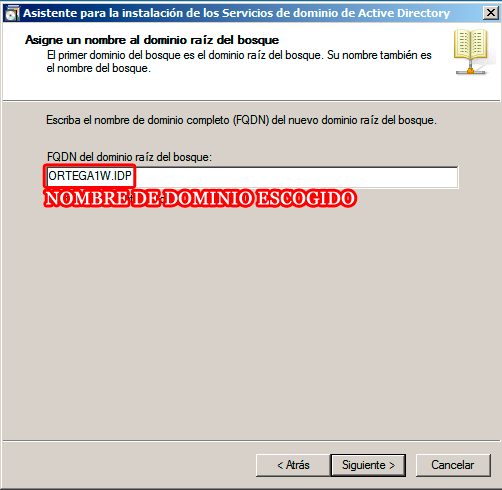 Asistente para la instalación de los Servicios de dominio de Active Directory
Asigne un nombre al dominio raíz del bosque
El primer dominio del bosque es el dominio raíz del bosque. Su nombre también es
el nombre del bosque.
Escriba el nombre de dominio completo (FQDN) del nuevo dominio raíz del bosque.
FQDN del dominio raíz del bosque:
ORTEGA1W.IDP
NOMBRE DE DOMINIO ESCOGIDO
< Atrás
Siguiente >
Cancelar